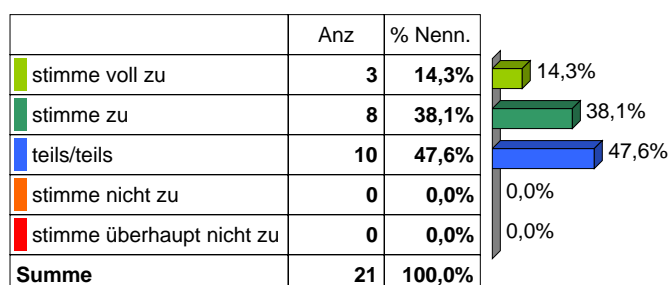 Anz % Nenn.
stimme voll zu 3 14,3% 14,3%
stimme zu 8 38,1% 38,1%
teils/teils 10 47,6% 47,6%
stimme nicht zu 0 0,0% 0,0%
stimme überhaupt nicht zu 0 0,0% 0,0%
Summe 21 100,0%